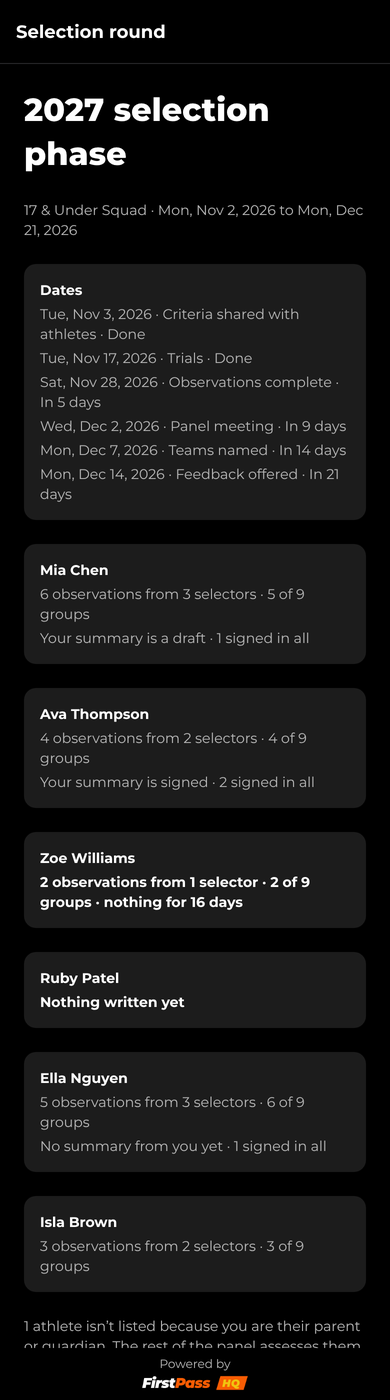 Selection round
2027 selection
phase
17 & Under Squad · Mon, Nov 2, 2026 to Mon, Dec
21, 2026
Dates
Tue, Nov 3, 2026 · Criteria shared with
athletes · Done
Tue, Nov 17, 2026 · Trials · Done
Sat, Nov 28, 2026 · Observations complete ·
In 5 days
Wed, Dec 2, 2026 · Panel meeting · In 9 days
Mon, Dec 7, 2026 · Teams named · In 14 days
Mon, Dec 14, 2026 · Feedback offered · In 21
days
Mia Chen
6 observations from 3 selectors · 5 of 9
groups
Your summary is a draft · 1 signed in all
Ava Thompson
4 observations from 2 selectors · 4 of 9
groups
Your summary is signed · 2 signed in all
Zoe Williams
2 observations from 1 selector · 2 of 9
groups · nothing for 16 days
Ruby Patel
Nothing written yet
Ella Nguyen
5 observations from 3 selectors · 6 of 9
groups
No summary from you yet · 1 signed in all
Isla Brown
3 observations from 2 selectors · 3 of 9
groups
1 athlete isn’t listed because you are their parent
or guardian. The rest of the panel assesses them
Powered by
FirstPass HQ